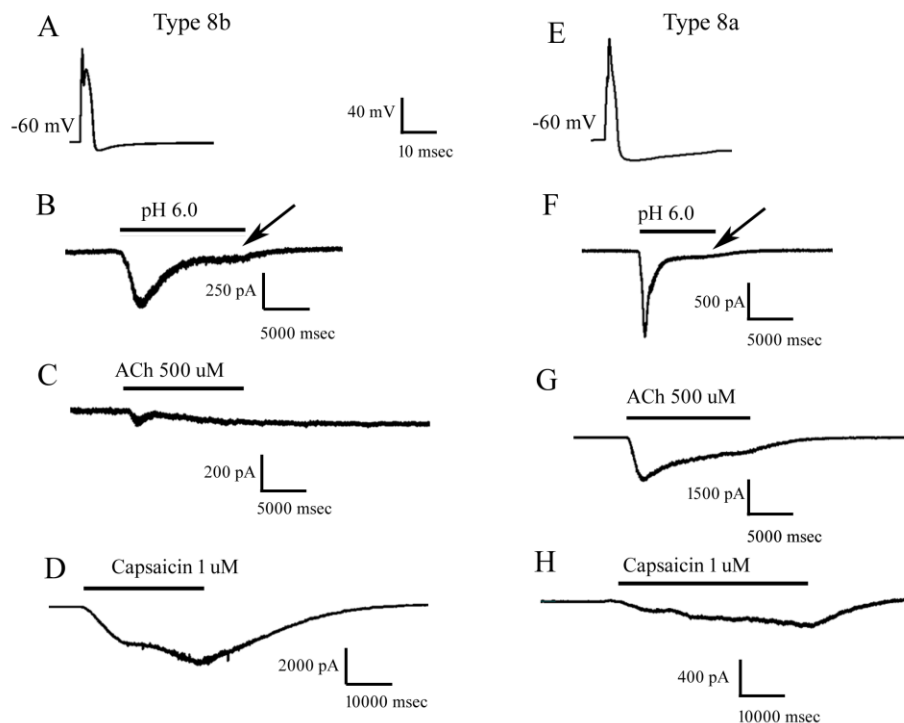 A
Type 8b
-60 mV
40 mV
10 msec
B
pH 6.0
250 pA
5000 msec
C
ACh 500 uM
200 pA
5000 msec
D
Capsaicin 1 uM
2000 pA
10000 msec
E
Type 8a
-60 mV
F
pH 6.0
500 pA
5000 msec
G
ACh 500 uM
1500 pA
5000 msec
H
Capsaicin 1 uM
400 pA
10000 msec